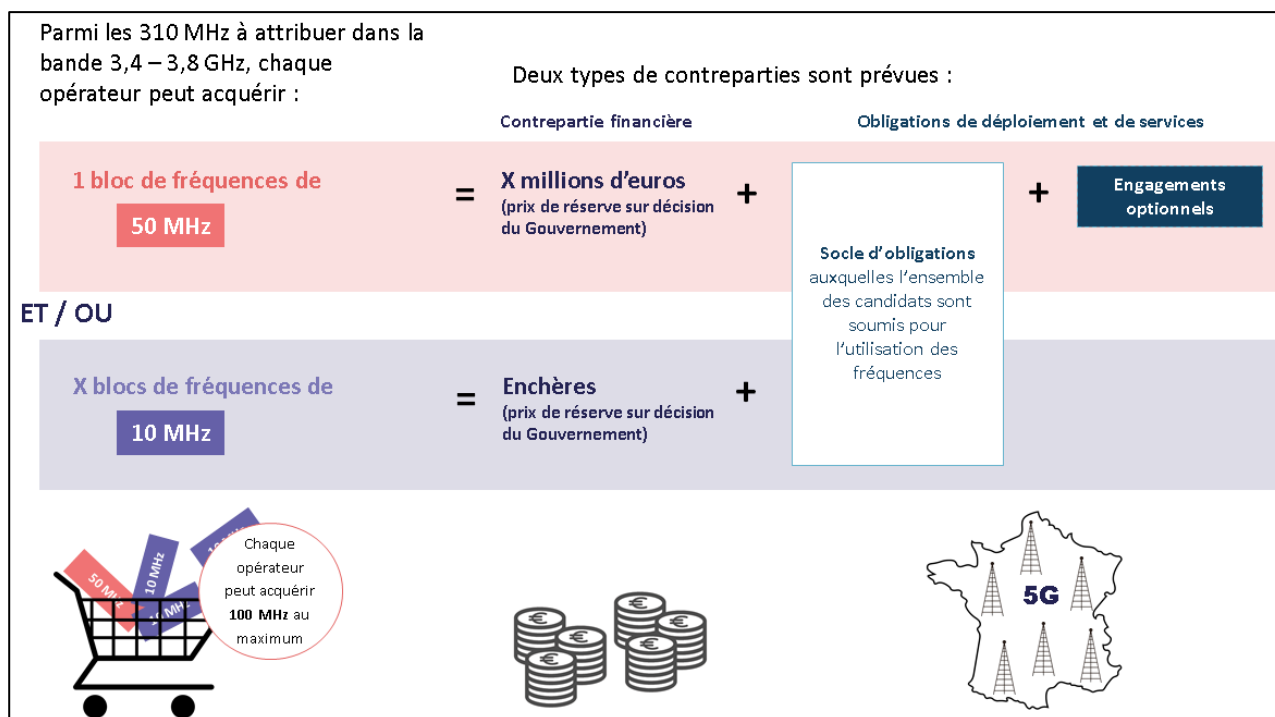 Parmi les 310 MHz à attribuer dans la
bande 3,4 – 3,8 GHz, chaque
opérateur peut acquérir :
Deux types de contreparties sont prévues :
Contrepartie financière
Obligations de déploiement et de services
1 bloc de fréquences de
50 MHz
=
X millions d'euros
(prix de réserve sur décision
du Gouvernement)
+
+
Engagements
optionnels
Socle d'obligations
auxquelles l'ensemble
des candidats sont
soumis pour
l'utilisation des
fréquences
ET / OU
X blocs de fréquences de
10 MHz
=
Enchères
(prix de réserve sur décision
du Gouvernement)
+
50 MHz
10 MHz
10 MHz
Chaque
opérateur
peut acquérir
100 MHz au
maximum
€
€
€
€
5G